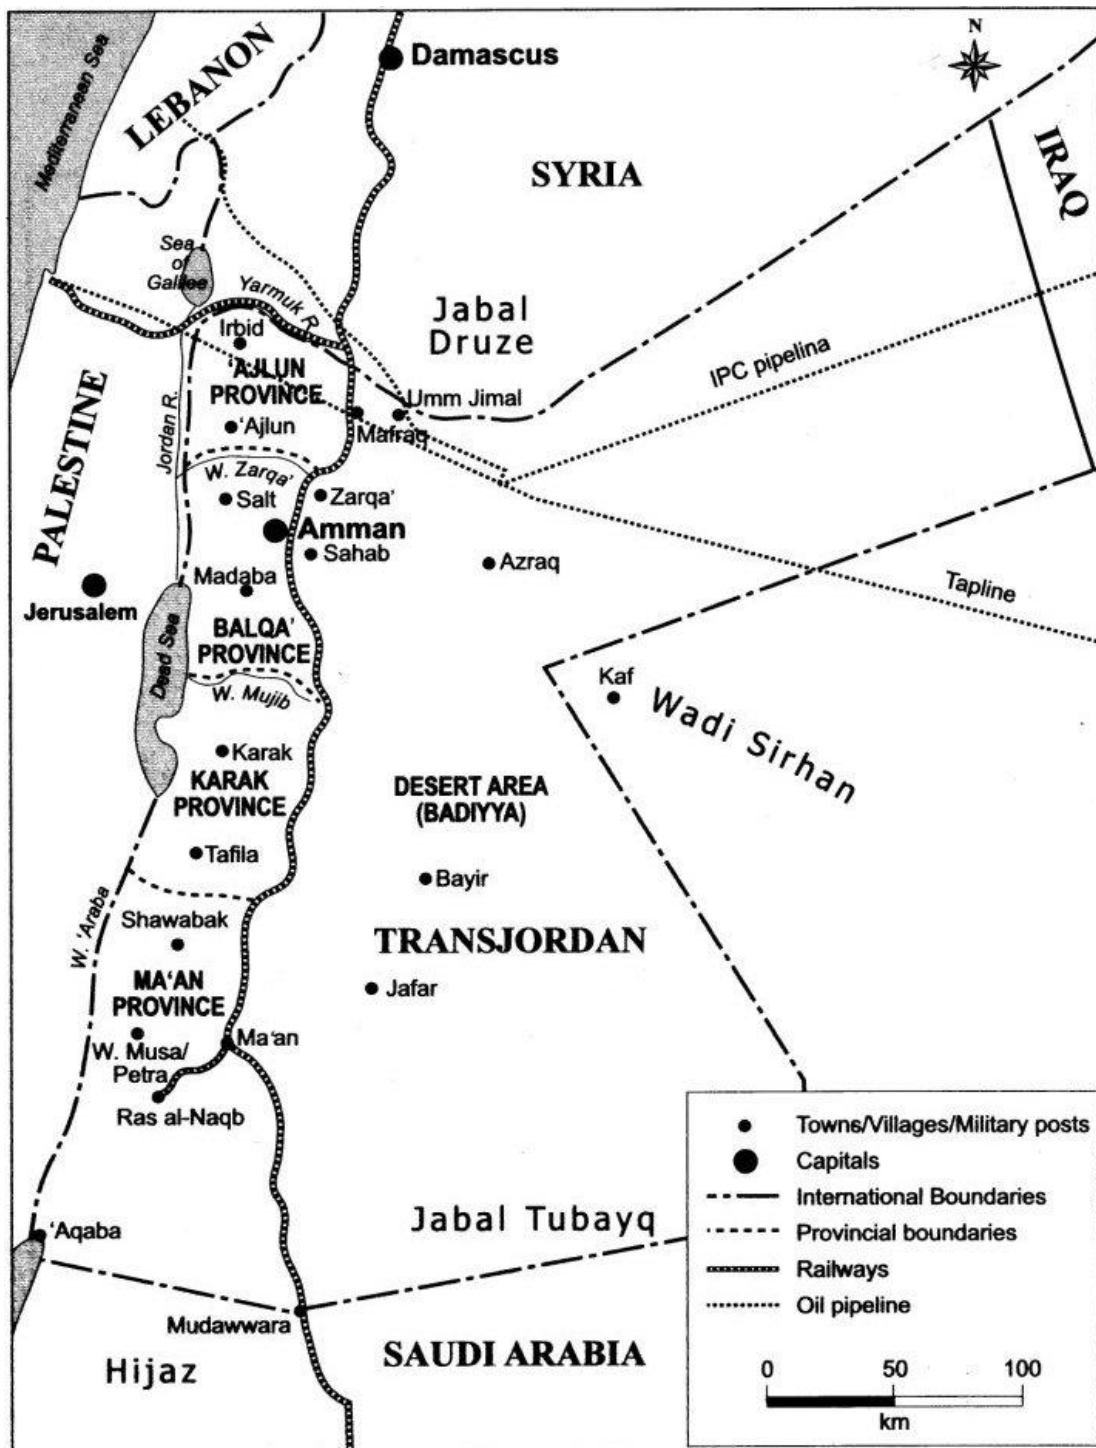 N
Damascus
LEBANON
Mediterranean Sea
SYRIA
IRAQ
Sea
of
Galilee
Yarmuk R.
Jabal
Druze
Irbid
‘AJLUN
PROVINCE
IPC pipelina
Umm Jimal
Mafraq
‘Ajlun
Jordan R.
PALESTINE
W. Zarqa’
Salt
Zarqa’
Amman
Sahab
Azraq
Madaba
Jerusalem
Tapline
BALQA’
PROVINCE
Dead Sea
W. Mujib
Kaf
Wadi Sirhan
Karak
KARAK
PROVINCE
DESERT AREA
(BADIYYA)
Tafila
Bayir
W. ‘Araba
Shawabak
TRANSJORDAN
MA‘AN
PROVINCE
Jafar
W. Musa/
Petra
Ma‘an
Ras al-Naqb
‘Aqaba
Jabal Tubayq
Mudawwara
Hijaz
SAUDI ARABIA
Towns/Villages/Military posts
Capitals
International Boundaries
Provincial boundaries
Railways
Oil pipeline
0 50 100
km